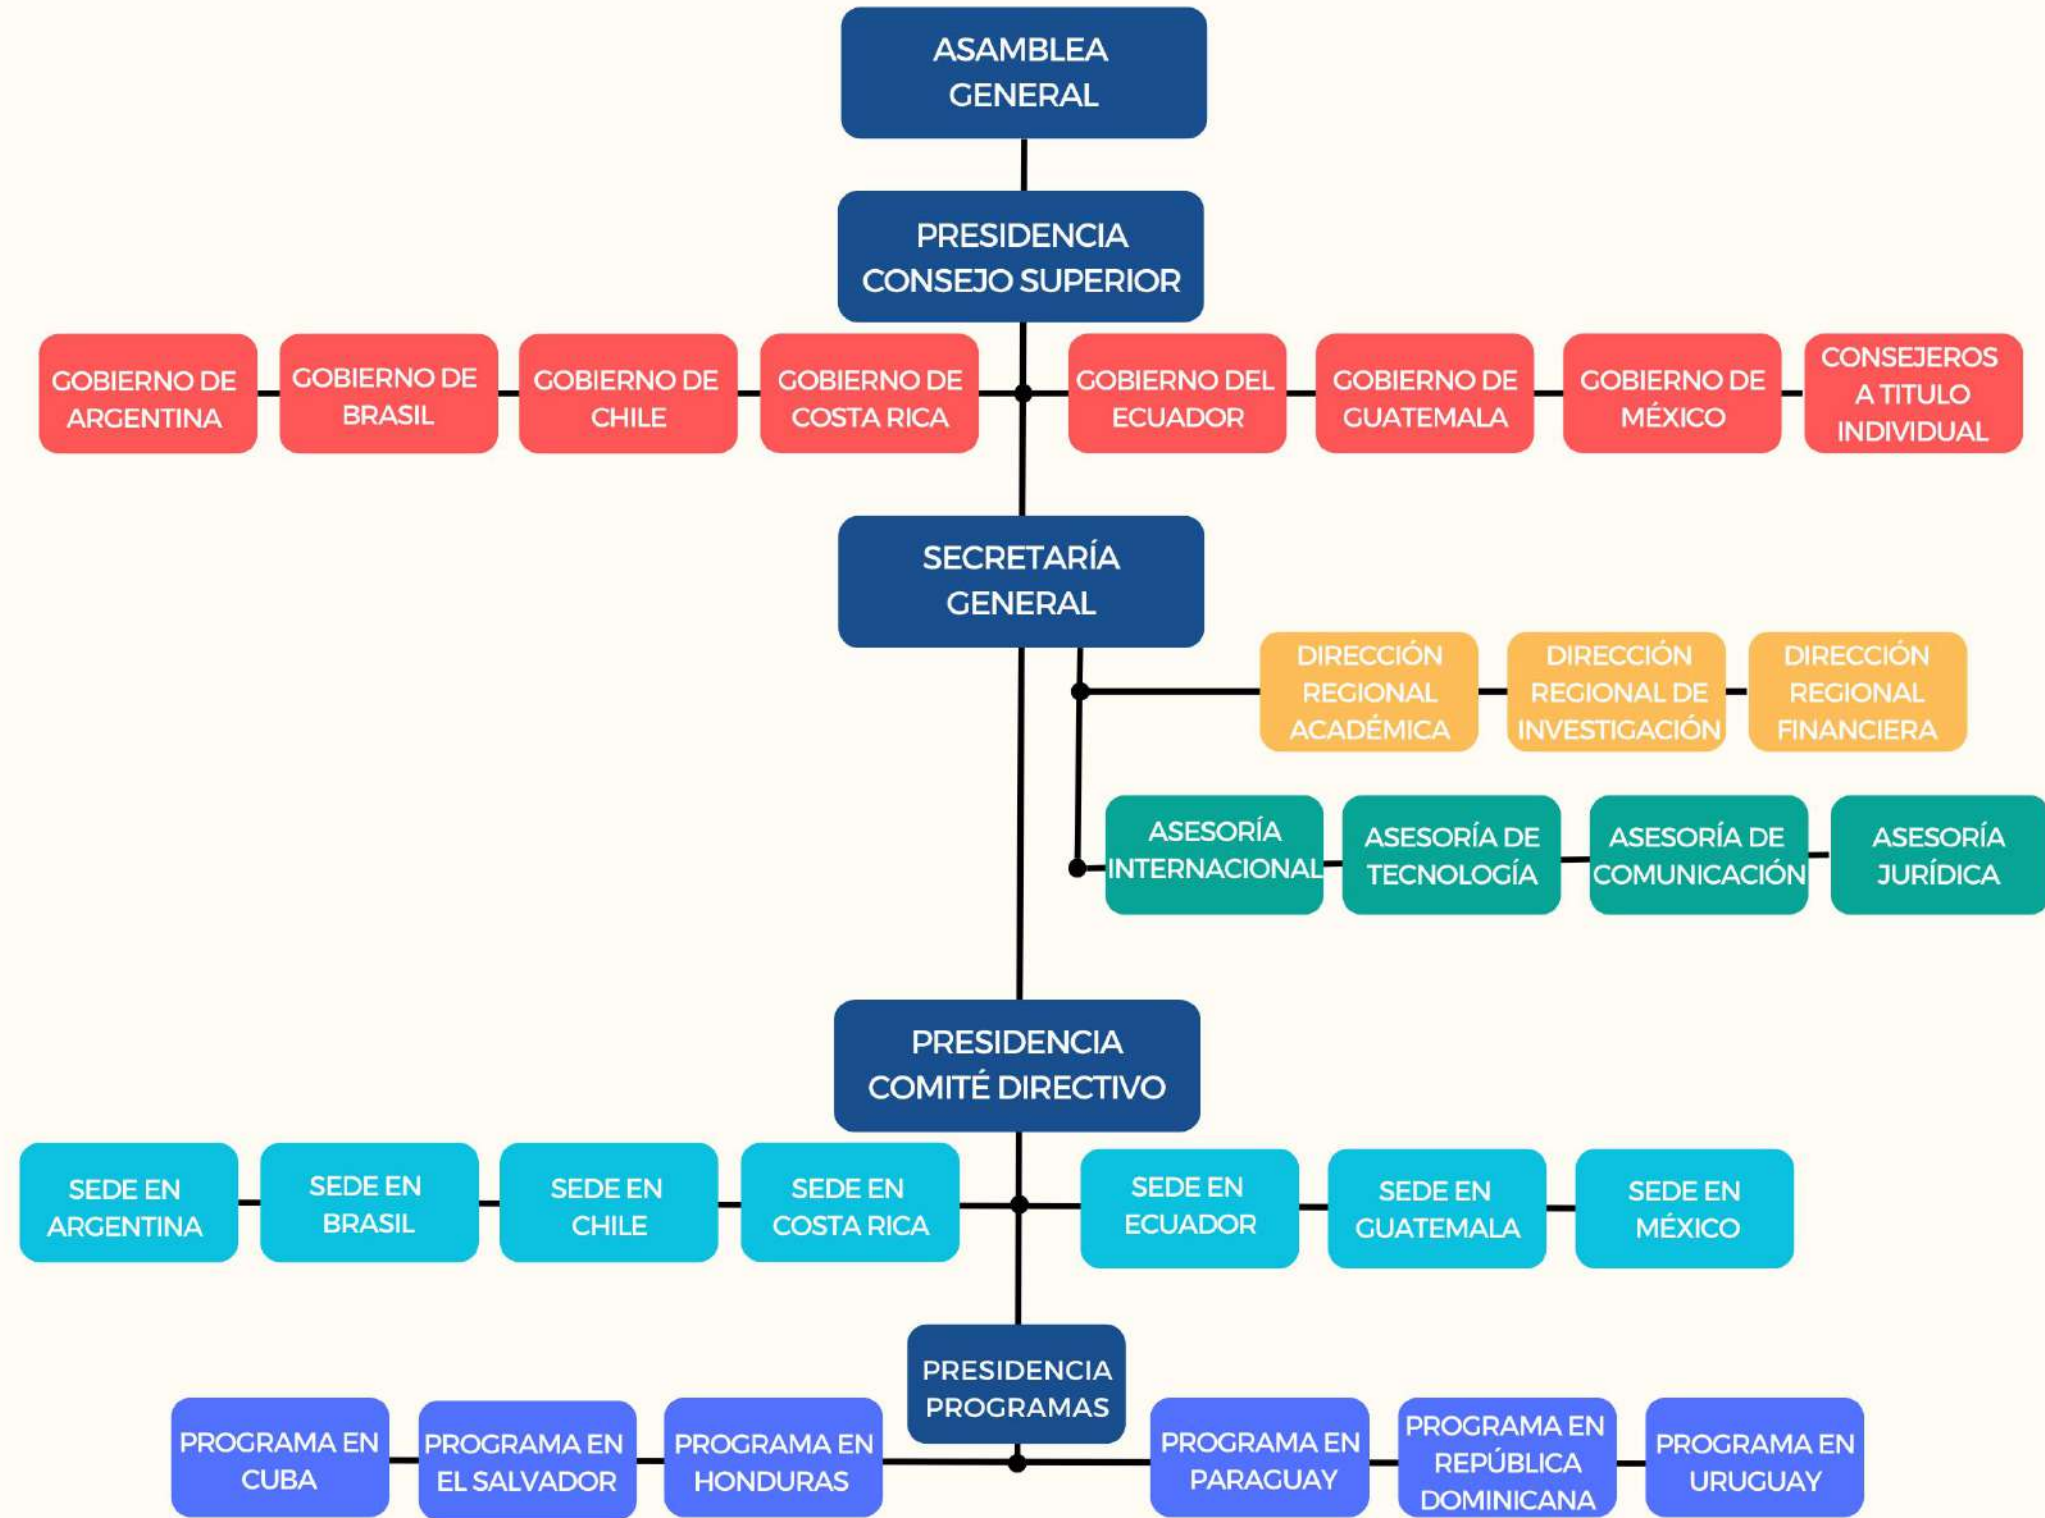 ASAMBLEA
GENERAL
PRESIDENCIA
CONSEJO SUPERIOR
GOBIERNO DE
ARGENTINA
GOBIERNO DE
BRASIL
GOBIERNO DE
CHILE
GOBIERNO DE
COSTA RICA
GOBIERNO DEL
ECUADOR
GOBIERNO DE
GUATEMALA
GOBIERNO DE
MÉXICO
CONSEJEROS
A TITULO
INDIVIDUAL
SECRETARÍA
GENERAL
DIRECCIÓN
REGIONAL
ACADÉMICA
DIRECCIÓN
REGIONAL DE
INVESTIGACIÓN
DIRECCIÓN
REGIONAL
FINANCIERA
ASESORÍA
INTERNACIONAL
ASESORÍA DE
TECNOLOGÍA
ASESORÍA DE
COMUNICACIÓN
ASESORÍA
JURÍDICA
PRESIDENCIA
COMITÉ DIRECTIVO
SEDE EN
ARGENTINA
SEDE EN
BRASIL
SEDE EN
CHILE
SEDE EN
COSTA RICA
SEDE EN
ECUADOR
SEDE EN
GUATEMALA
SEDE EN
MÉXICO
PRESIDENCIA
PROGRAMAS
PROGRAMA EN
CUBA
PROGRAMA EN
EL SALVADOR
PROGRAMA EN
HONDURAS
PROGRAMA EN
PARAGUAY
PROGRAMA EN
REPÚBLICA
DOMINICANA
PROGRAMA EN
URUGUAY